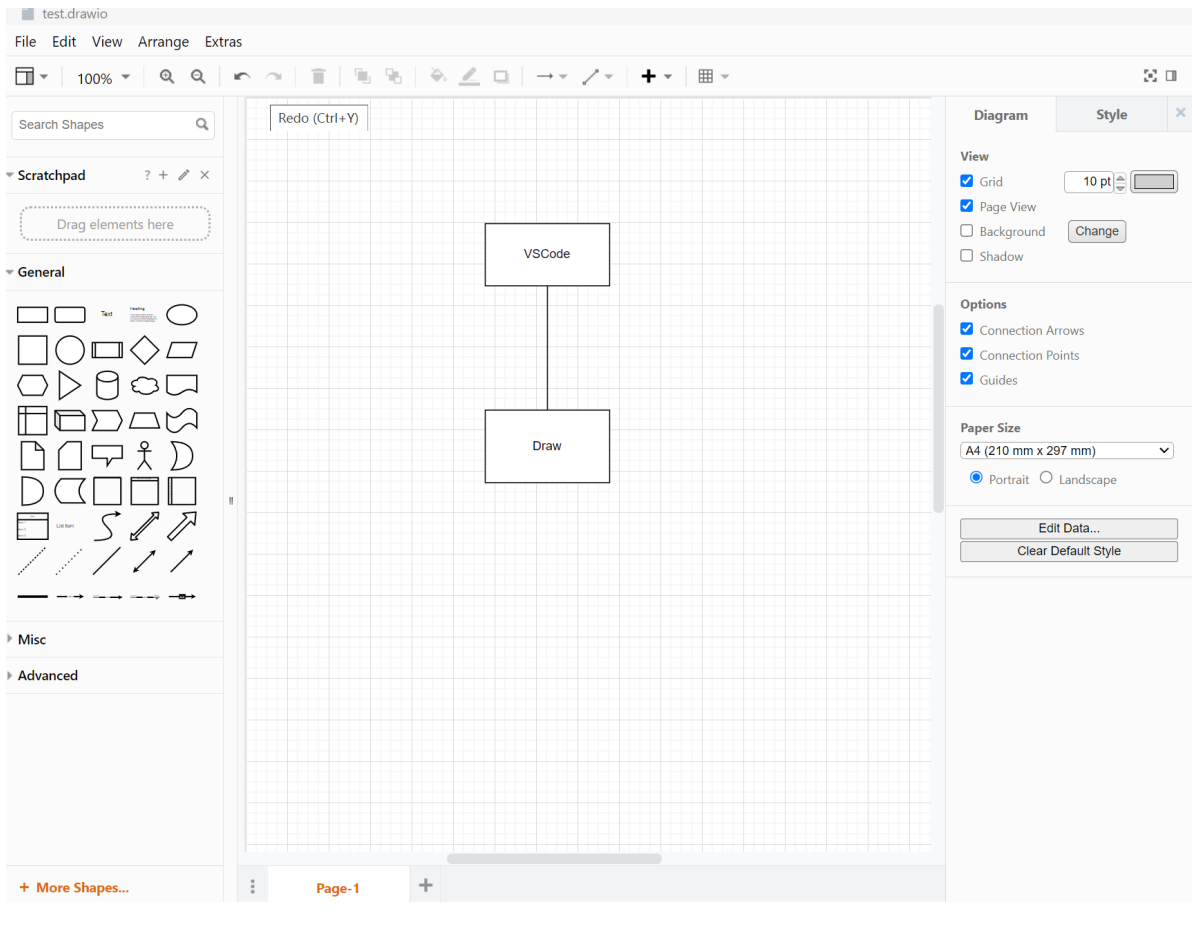 test.drawio
File Edit View Arrange Extras
100%
Redo (Ctrl+Y)
Search Shapes
Scratchpad ?
Drag elements here
General
Text
Heading
List Item
Misc
Advanced
+ More Shapes...
VSCode
Draw
Page-1
Diagram Style
View
Grid 10 pt
Page View
Background Change
Shadow
Options
Connection Arrows
Connection Points
Guides
Paper Size
A4 (210 mm x 297 mm)
Portrait Landscape
Edit Data...
Clear Default Style